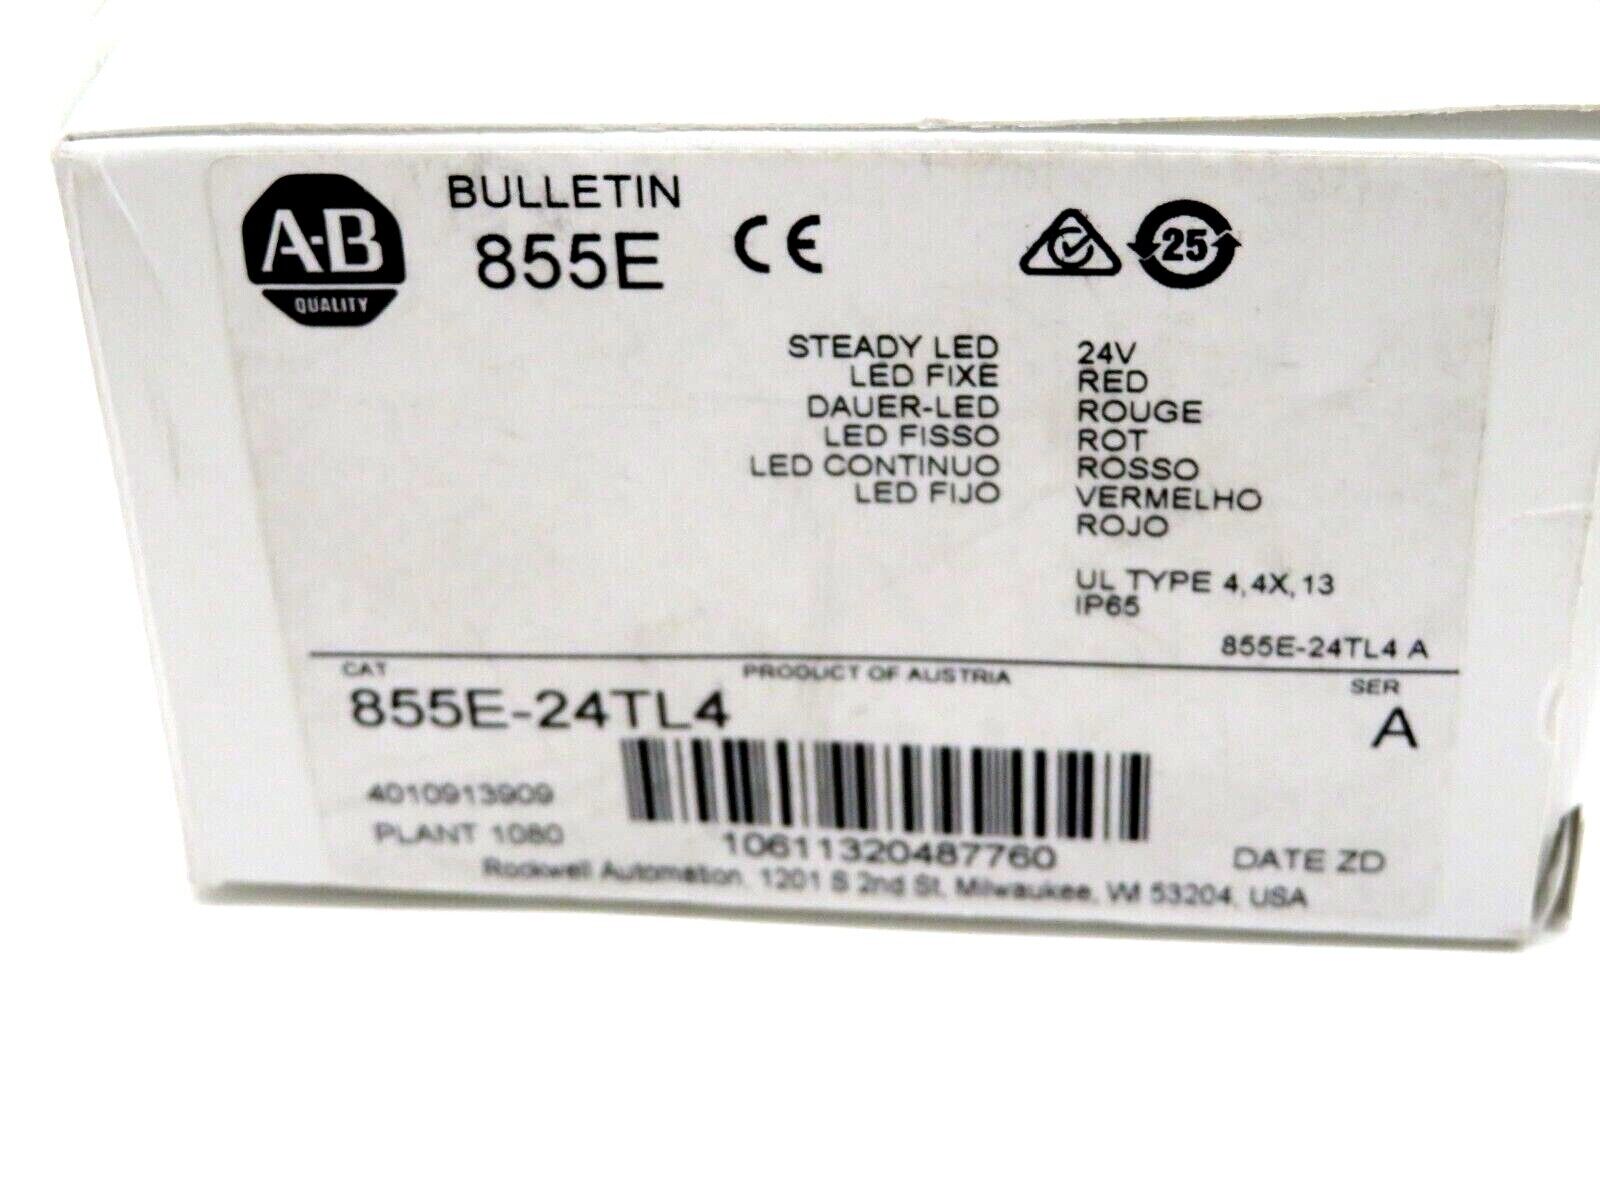 A-B
QUALITY
BULLETIN
855E
CE
25
STEADY LED 24V
LED FIXE RED
DAUER-LED ROUGE
LED FISSO ROT
LED CONTINUO ROSSO
LED FIJO VERMELHO
ROJO
UL TYPE 4, 4X, 13
IP65
855E-24TL4 A
CAT PRODUCT OF AUSTRIA SER
855E-24TL4 A
4010913909
PLANT 1080
10611320487760
DATE ZD
Rockwell Automation, 1201 S 2nd St, Milwaukee, WI 53204, USA